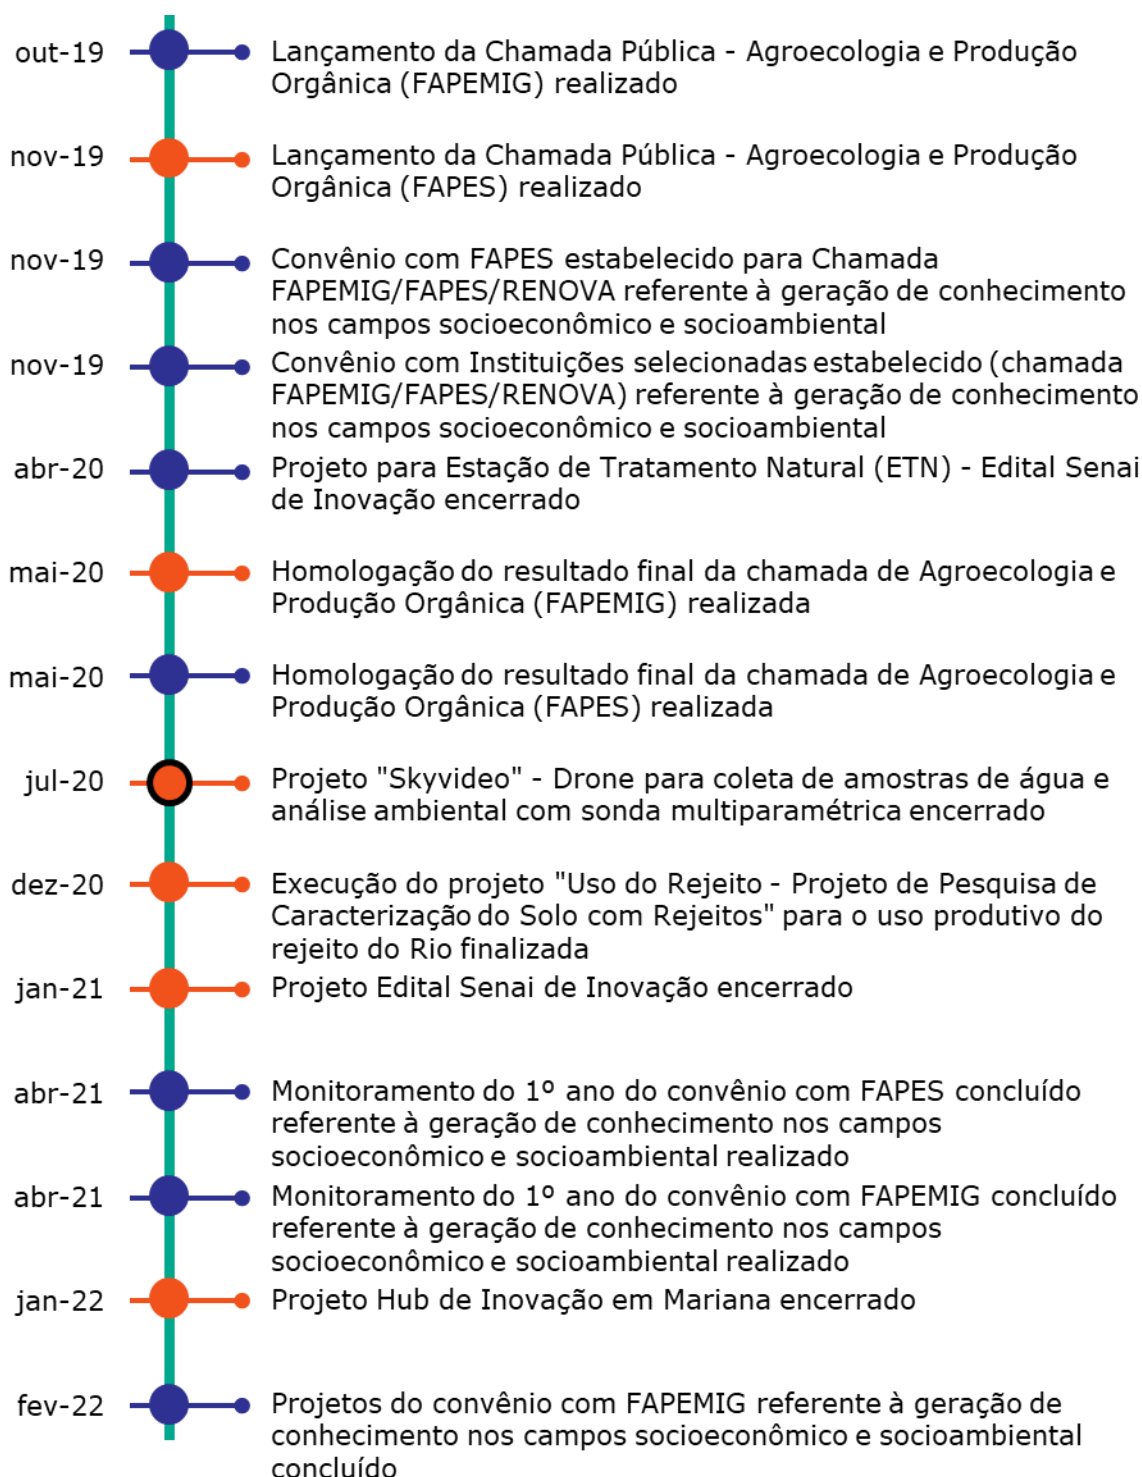 out-19 Lançamento da Chamada Pública - Agroecologia e Produção
Orgânica (FAPEMIG) realizado
nov-19 Lançamento da Chamada Pública - Agroecologia e Produção
Orgânica (FAPES) realizado
nov-19 Convênio com FAPES estabelecido para Chamada
FAPEMIG/FAPES/RENOVA referente à geração de conhecimento
nos campos socioeconômico e socioambiental
nov-19 Convênio com Instituições selecionadas estabelecido (chamada
FAPEMIG/FAPES/RENOVA) referente à geração de conhecimento
nos campos socioeconômico e socioambiental
abr-20 Projeto para Estação de Tratamento Natural (ETN) - Edital Senai
de Inovação encerrado
mai-20 Homologação do resultado final da chamada de Agroecologia e
Produção Orgânica (FAPEMIG) realizada
mai-20 Homologação do resultado final da chamada de Agroecologia e
Produção Orgânica (FAPES) realizada
jul-20 Projeto "Skyvideo" - Drone para coleta de amostras de água e
análise ambiental com sonda multiparamétrica encerrado
dez-20 Execução do projeto "Uso do Rejeito - Projeto de Pesquisa de
Caracterização do Solo com Rejeitos" para o uso produtivo do
rejeito do Rio finalizada
jan-21 Projeto Edital Senai de Inovação encerrado
abr-21 Monitoramento do 1º ano do convênio com FAPES concluído
referente à geração de conhecimento nos campos
socioeconômico e socioambiental realizado
abr-21 Monitoramento do 1º ano do convênio com FAPEMIG concluído
referente à geração de conhecimento nos campos
socioeconômico e socioambiental realizado
jan-22 Projeto Hub de Inovação em Mariana encerrado
fev-22 Projetos do convênio com FAPEMIG referente à geração de
conhecimento nos campos socioeconômico e socioambiental
concluído